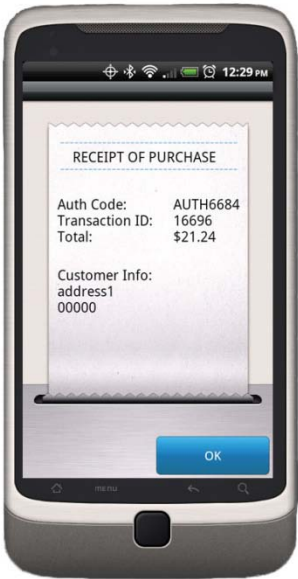 12:29 PM
RECEIPT OF PURCHASE
Auth Code: AUTH6684
Transaction ID: 16696
Total: $21.24
Customer Info:
address1
00000
OK
menu